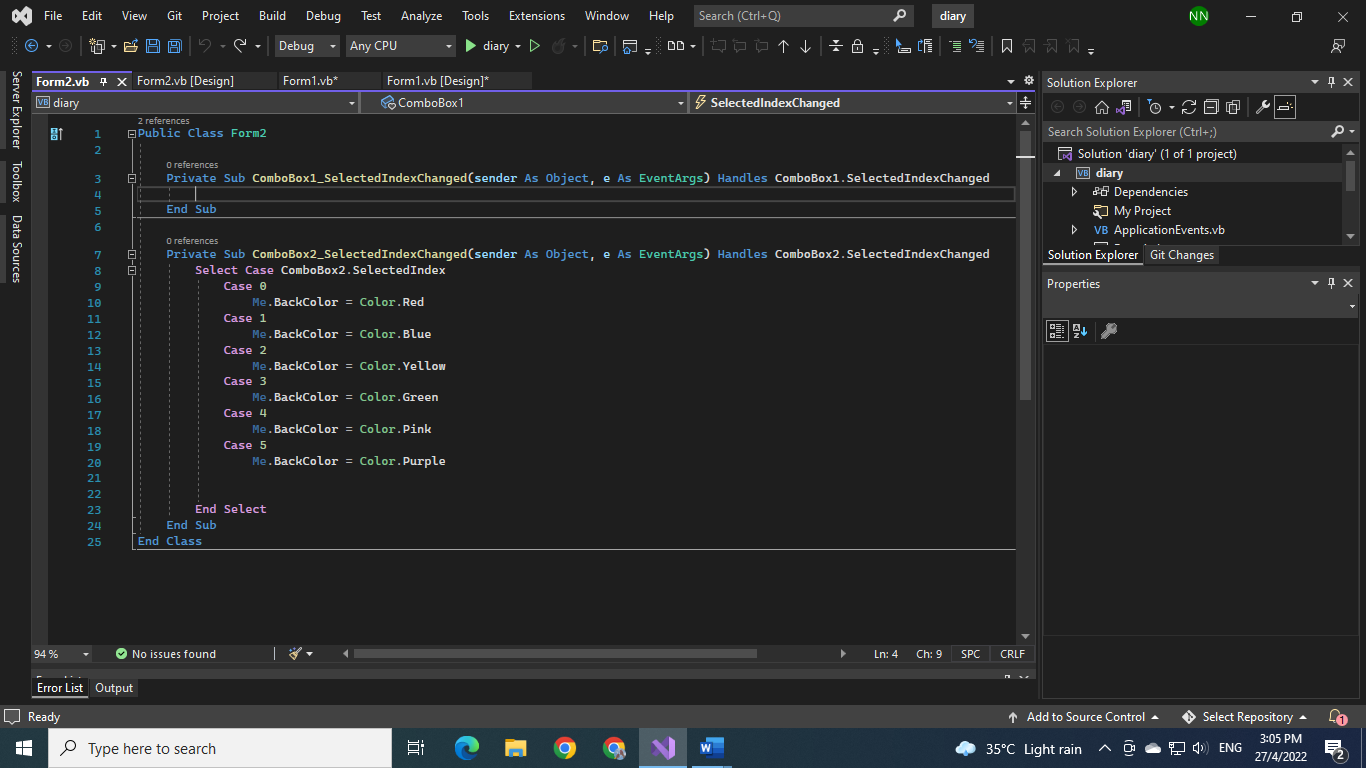 File Edit View Git Project Build Debug Test Analyze Tools Extensions Window Help Search (Ctrl+Q) diary NN
Debug Any CPU diary
Server Explorer
Toolbox
Data Sources
Form2.vb Form2.vb [Design] Form1.vb* Form1.vb [Design]*
VB diary ComboBox1 SelectedIndexChanged
2 references
1 Public Class Form2
2
0 references
3 Private Sub ComboBox1_SelectedIndexChanged(sender As Object, e As EventArgs) Handles ComboBox1.SelectedIndexChanged
4
5 End Sub
6
0 references
7 Private Sub ComboBox2_SelectedIndexChanged(sender As Object, e As EventArgs) Handles ComboBox2.SelectedIndexChanged
8 Select Case ComboBox2.SelectedIndex
9 Case 0
10 Me.BackColor = Color.Red
11 Case 1
12 Me.BackColor = Color.Blue
13 Case 2
14 Me.BackColor = Color.Yellow
15 Case 3
16 Me.BackColor = Color.Green
17 Case 4
18 Me.BackColor = Color.Pink
19 Case 5
20 Me.BackColor = Color.Purple
21
22
23 End Select
24 End Sub
25 End Class
94 % No issues found Ln: 4 Ch: 9 SPC CRLF
Error List Output
Solution Explorer
Search Solution Explorer (Ctrl+;)
Solution 'diary' (1 of 1 project)
VB diary
Dependencies
My Project
VB ApplicationEvents.vb
Solution Explorer Git Changes
Properties
Ready Add to Source Control Select Repository 1
Type here to search 35°C Light rain ENG 3:05 PM
27/4/2022 2